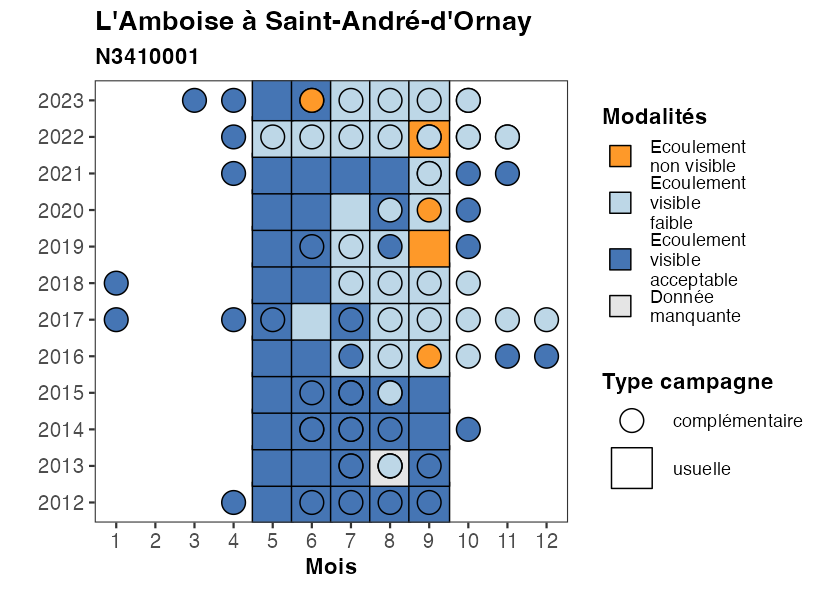 L'Amboise à Saint-André-d'Ornay
N3410001
2023
2022
2021
2020
2019
2018
2017
2016
2015
2014
2013
2012
1 2 3 4 5 6 7 8 9 10 11 12
Mois
Modalités
Ecoulement
non visible
Ecoulement
visible
faible
Ecoulement
visible
acceptable
Donnée
manquante
Type campagne
complémentaire
usuelle